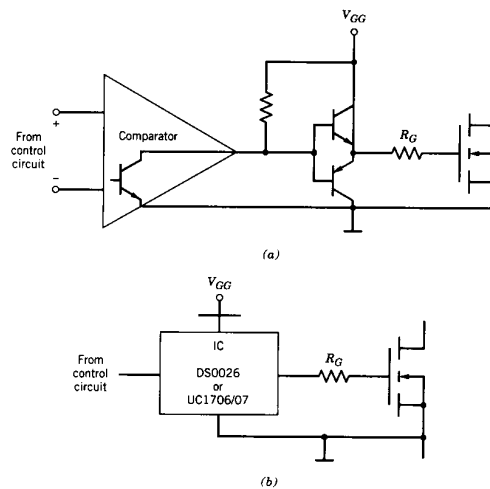 V_GG
From
control
circuit
+
−
Comparator
R_G
(a)
V_GG
IC
DS0026
or
UC1706/07
From
control
circuit
R_G
(b)